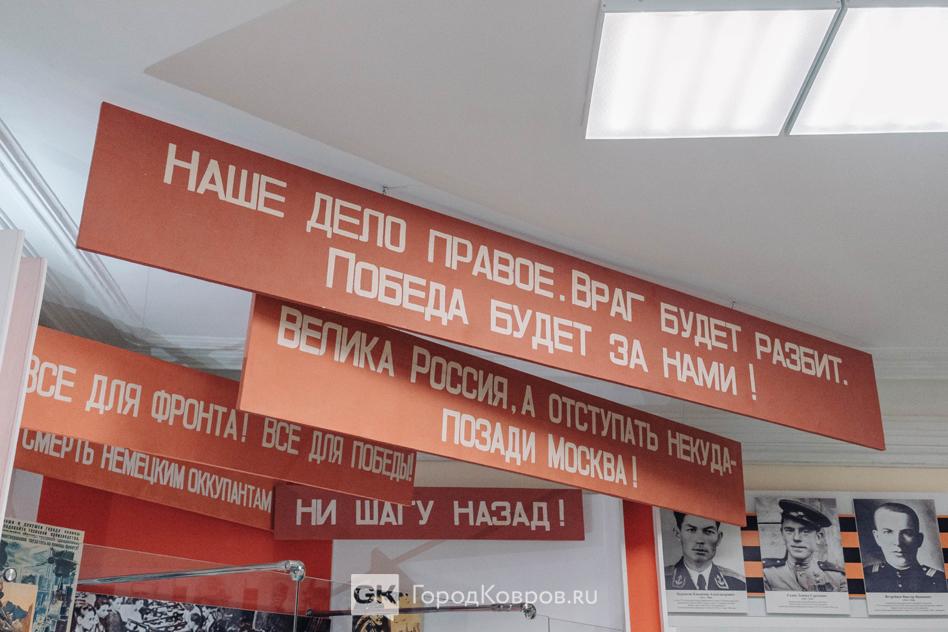 НАШЕ ДЕЛО ПРАВОЕ. ВРАГ БУДЕТ РАЗБИТ.
ПОБЕДА БУДЕТ ЗА НАМИ!
ВЕЛИКА РОССИЯ, А ОТСТУПАТЬ НЕКУДА-
ПОЗАДИ МОСКВА!
ВСЕ ДЛЯ ФРОНТА! ВСЕ ДЛЯ ПОБЕДЫ!
СМЕРТЬ НЕМЕЦКИМ ОККУПАНТАМ
НИ ШАГУ НАЗАД!
GK ГородКовров.ru